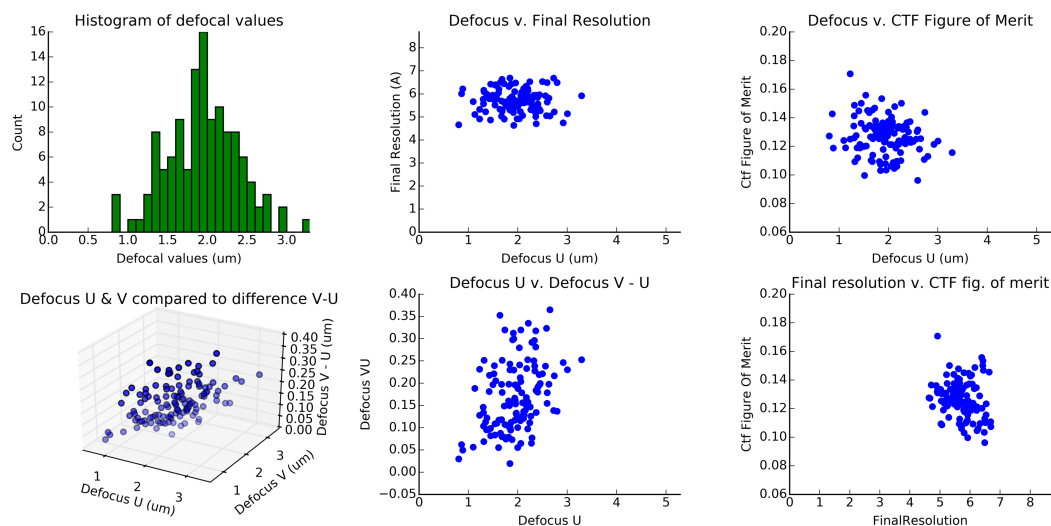 Histogram of defocal values
16
14
12
10
8
6
4
2
0
Count
0.0 0.5 1.0 1.5 2.0 2.5 3.0
Defocal values (um)
Defocus v. Final Resolution
8
7
6
5
4
3
2
1
0
Final Resolution (A)
0 1 2 3 4 5
Defocus U (um)
Defocus v. CTF Figure of Merit
0.20
0.18
0.16
0.14
0.12
0.10
0.08
0.06
Ctf Figure of Merit
0 1 2 3 4 5
Defocus U (um)
Defocus U & V compared to difference V-U
0.40
0.35
0.30
0.25
0.20
0.15
0.10
0.05
0.00
Defocus V - U (um)
1 2 3
Defocus U (um)
1 2 3
Defocus V (um)
Defocus U v. Defocus V - U
0.40
0.35
0.30
0.25
0.20
0.15
0.10
0.05
0.00
−0.05
Defocus VU
0 1 2 3 4 5
Defocus U
Final resolution v. CTF fig. of merit
0.20
0.18
0.16
0.14
0.12
0.10
0.08
0.06
Ctf Figure Of Merit
0 1 2 3 4 5 6 7 8
FinalResolution